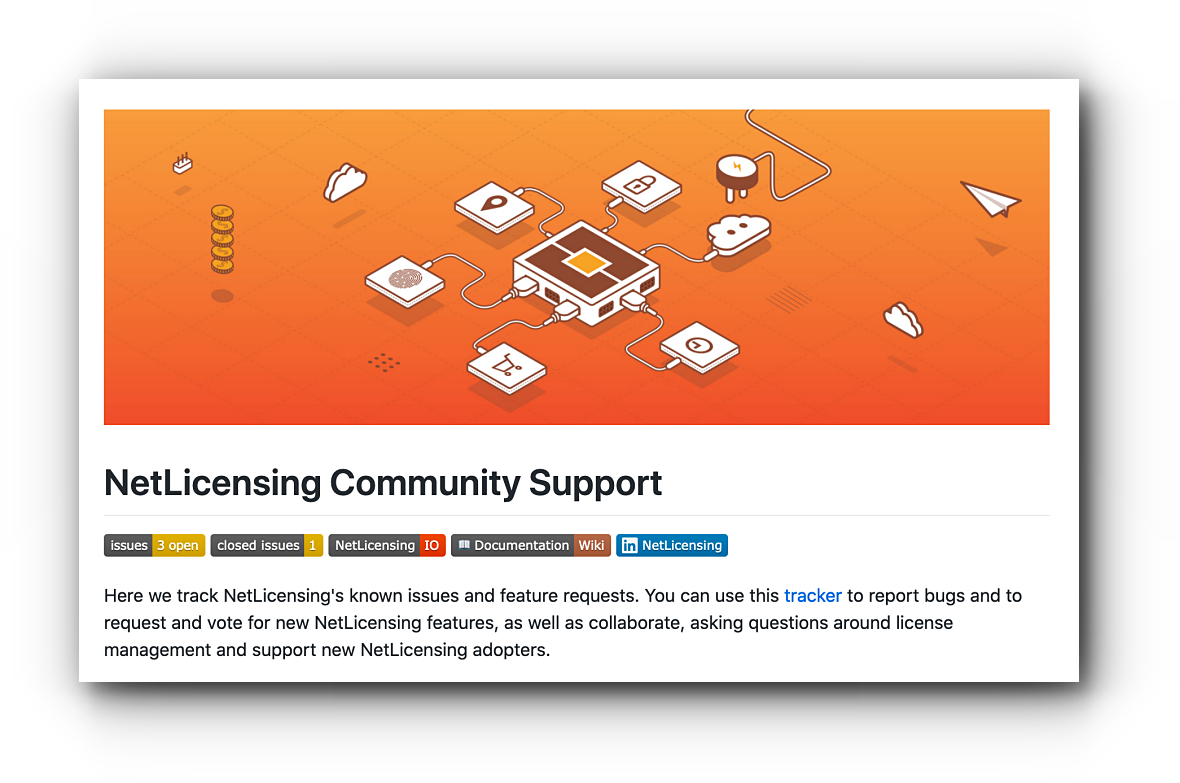 NetLicensing Community Support
issues 3 open closed issues 1 NetLicensing IO Documentation Wiki in NetLicensing
Here we track NetLicensing's known issues and feature requests. You can use this tracker to report bugs and to
request and vote for new NetLicensing features, as well as collaborate, asking questions around license
management and support new NetLicensing adopters.